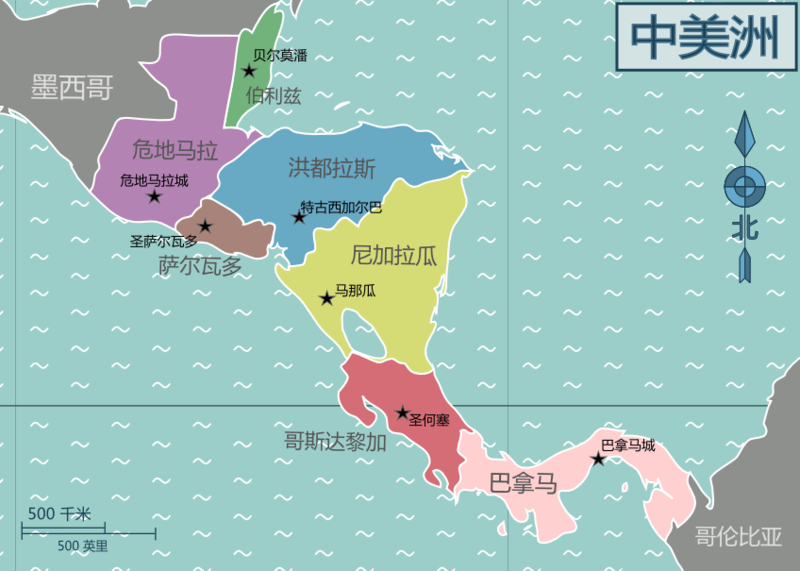 中美洲
贝尔莫潘
墨西哥
伯利兹
危地马拉
洪都拉斯
危地马拉城
特古西加尔巴
北
圣萨尔瓦多
萨尔瓦多
尼加拉瓜
马那瓜
圣何塞
哥斯达黎加
巴拿马城
巴拿马
500 千米
哥伦比亚
500 英里